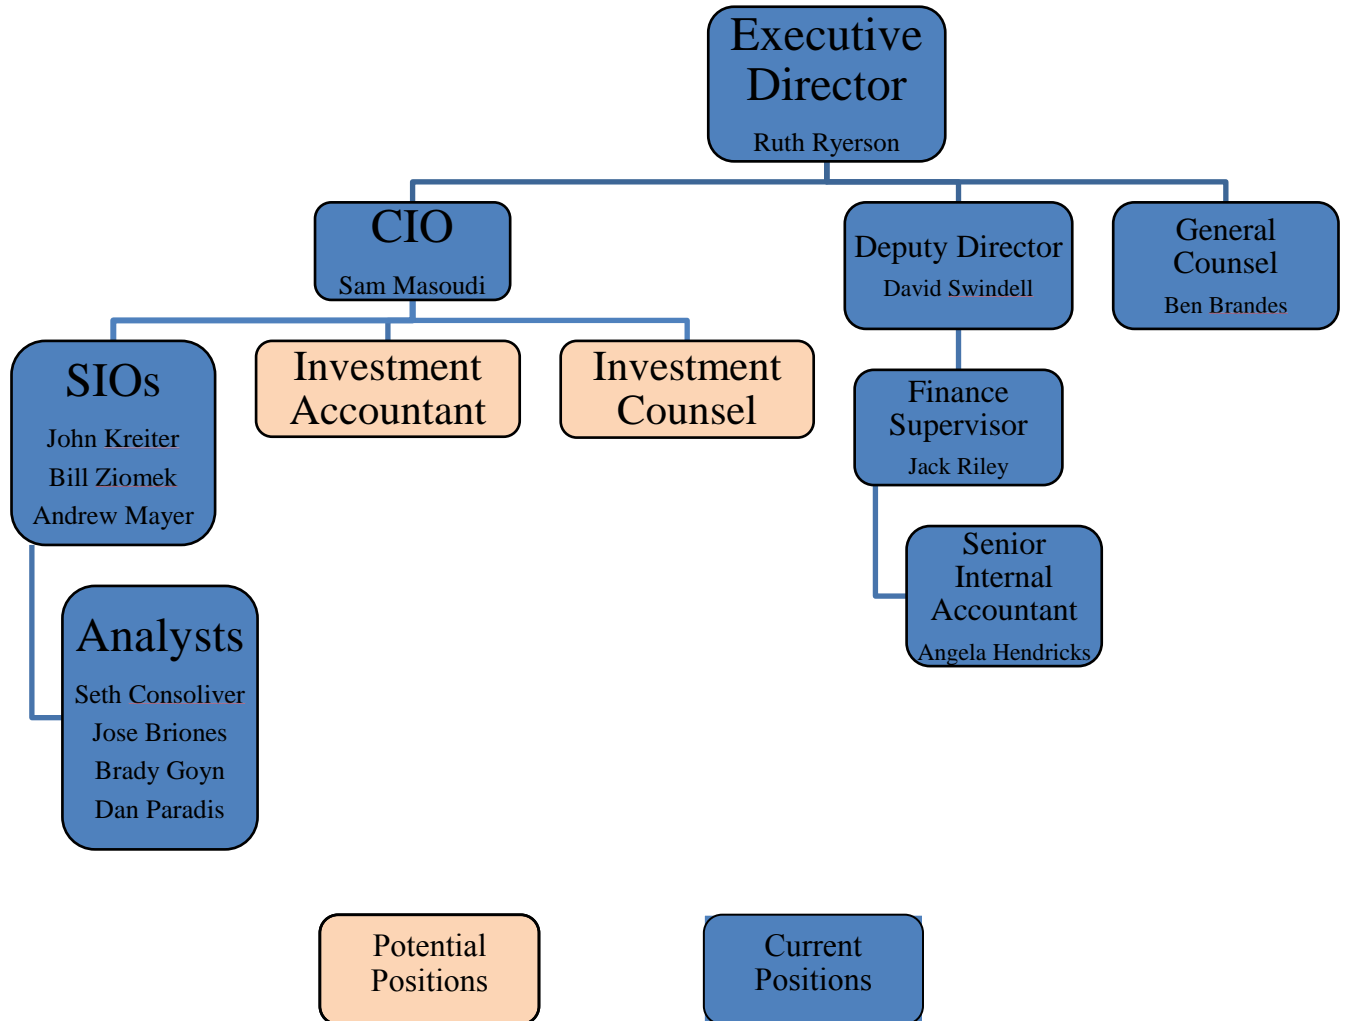 Executive
Director
Ruth Ryerson
CIO
Sam Masoudi
Deputy Director
David Swindell
General
Counsel
Ben Brandes
SIOs
John Kreiter
Bill Ziomek
Andrew Mayer
Investment
Accountant
Investment
Counsel
Finance
Supervisor
Jack Riley
Senior
Internal
Accountant
Angela Hendricks
Analysts
Seth Consoliver
Jose Briones
Brady Goyn
Dan Paradis
Potential
Positions
Current
Positions